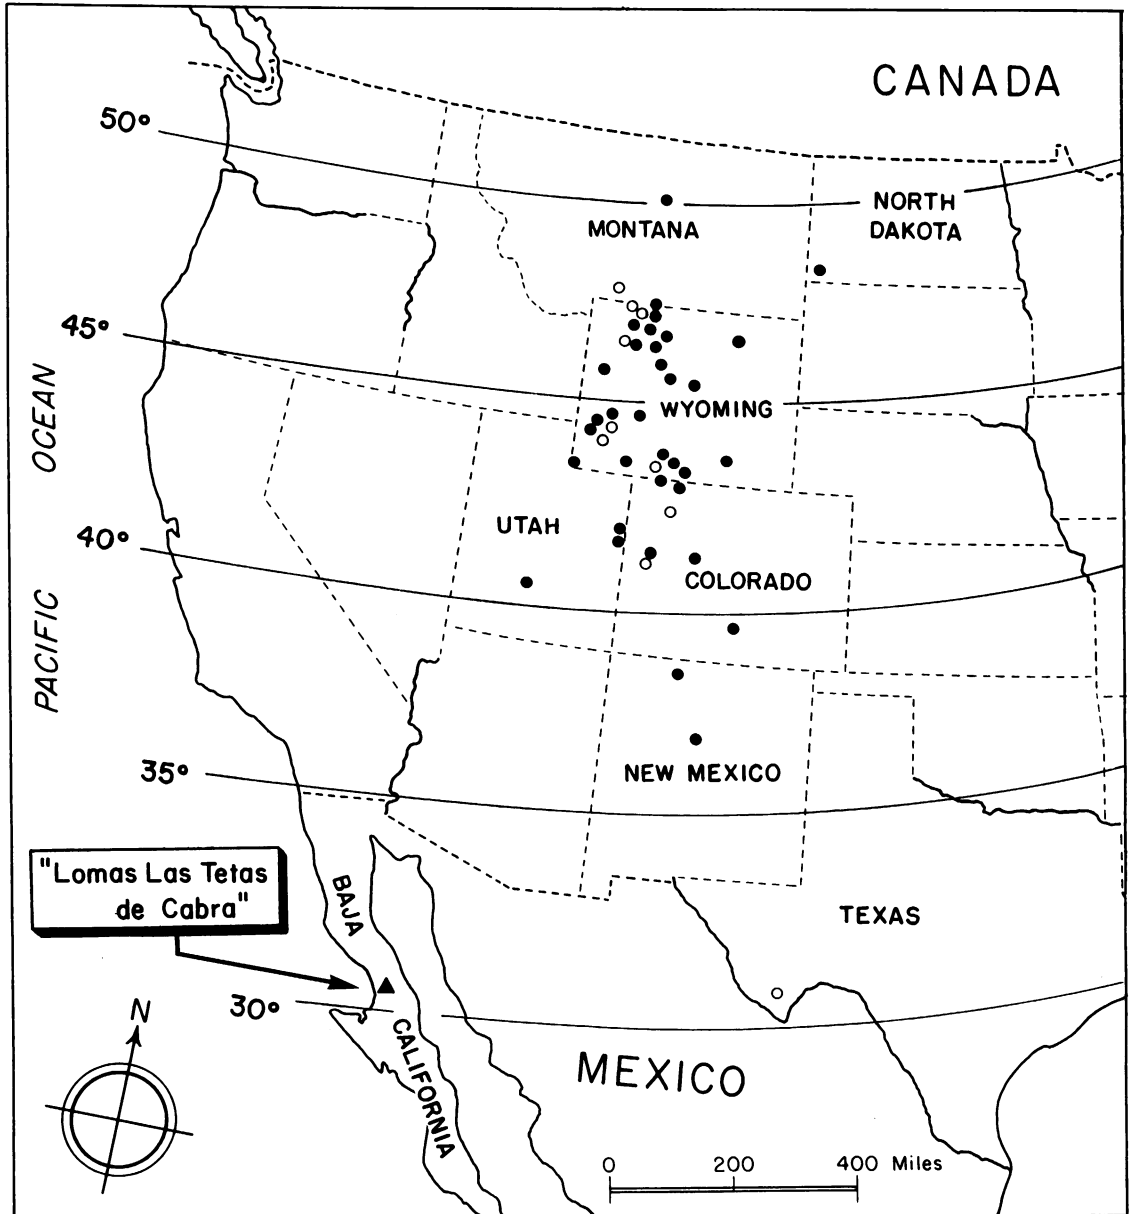 CANADA
50°
NORTH
DAKOTA
MONTANA
45°
OCEAN
WYOMING
UTAH
40°
COLORADO
PACIFIC
35°
NEW MEXICO
"Lomas Las Tetas
de Cabra"
BAJA
TEXAS
30°
N
CALIFORNIA
MEXICO
0 200 400 Miles